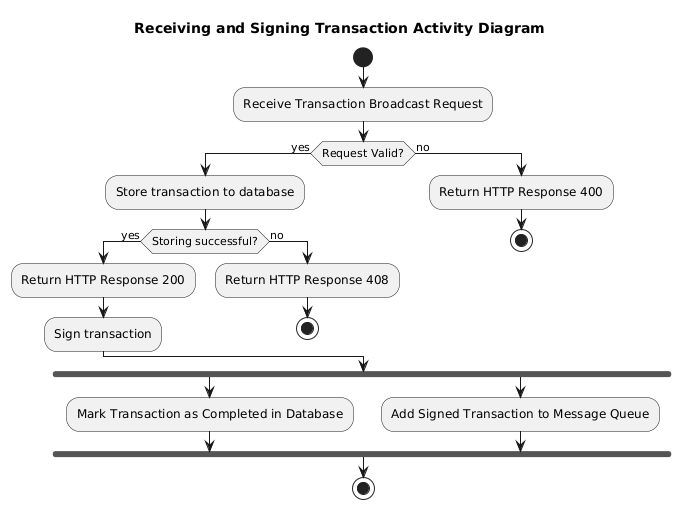 Receiving and Signing Transaction Activity Diagram
Receive Transaction Broadcast Request
yes
Request Valid?
no
Store transaction to database
Return HTTP Response 400
yes
Storing successful?
no
Return HTTP Response 200
Return HTTP Response 408
Sign transaction
Mark Transaction as Completed in Database
Add Signed Transaction to Message Queue